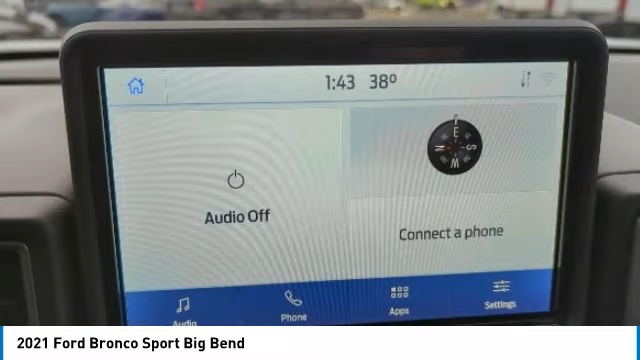 1:43 38°
Audio Off
E
N S
W
Connect a phone
Audio
Phone
Apps
Settings
2021 Ford Bronco Sport Big Bend